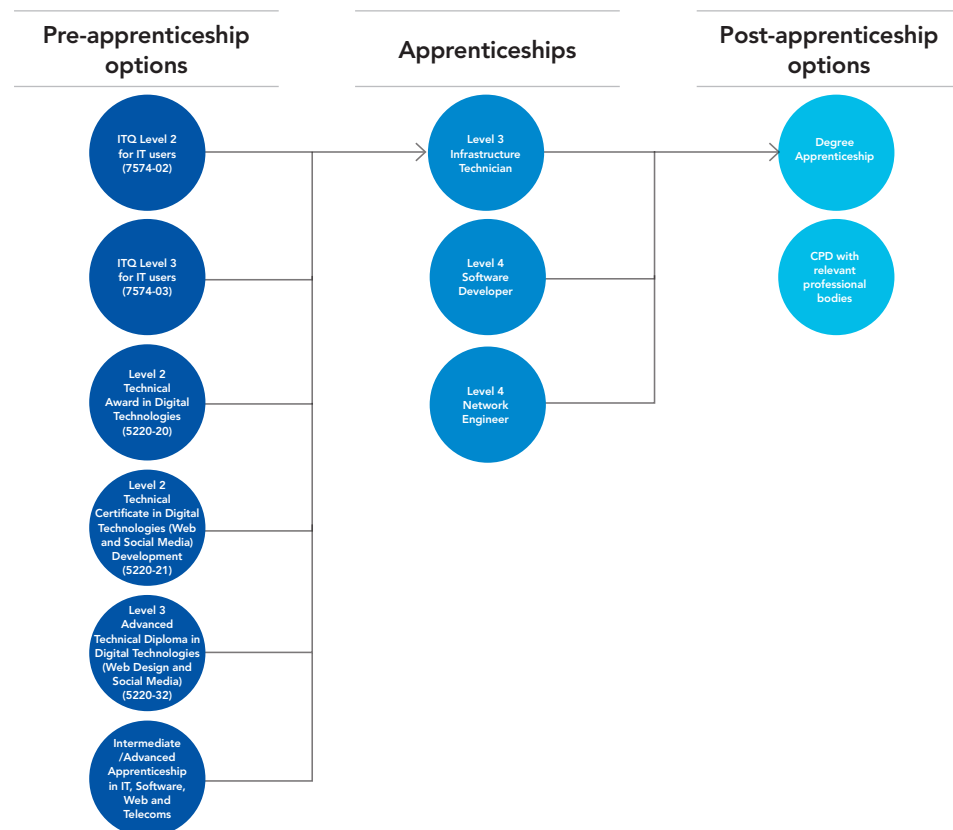 Pre-apprenticeship
options
Apprenticeships
Post-apprenticeship
options
ITQ Level 2
for IT users
(7574-02)
ITQ Level 3
for IT users
(7574-03)
Level 2
Technical
Award in Digital
Technologies
(5220-20)
Level 2
Technical
Certificate in Digital
Technologies (Web
and Social Media)
Development
(5220-21)
Level 3
Advanced
Technical Diploma in
Digital Technologies
(Web Design and
Social Media)
(5220-32)
Intermediate
/Advanced
Apprenticeship
in IT, Software,
Web and
Telecoms
Level 3
Infrastructure
Technician
Level 4
Software
Developer
Level 4
Network
Engineer
Degree
Apprenticeship
CPD with
relevant
professional
bodies